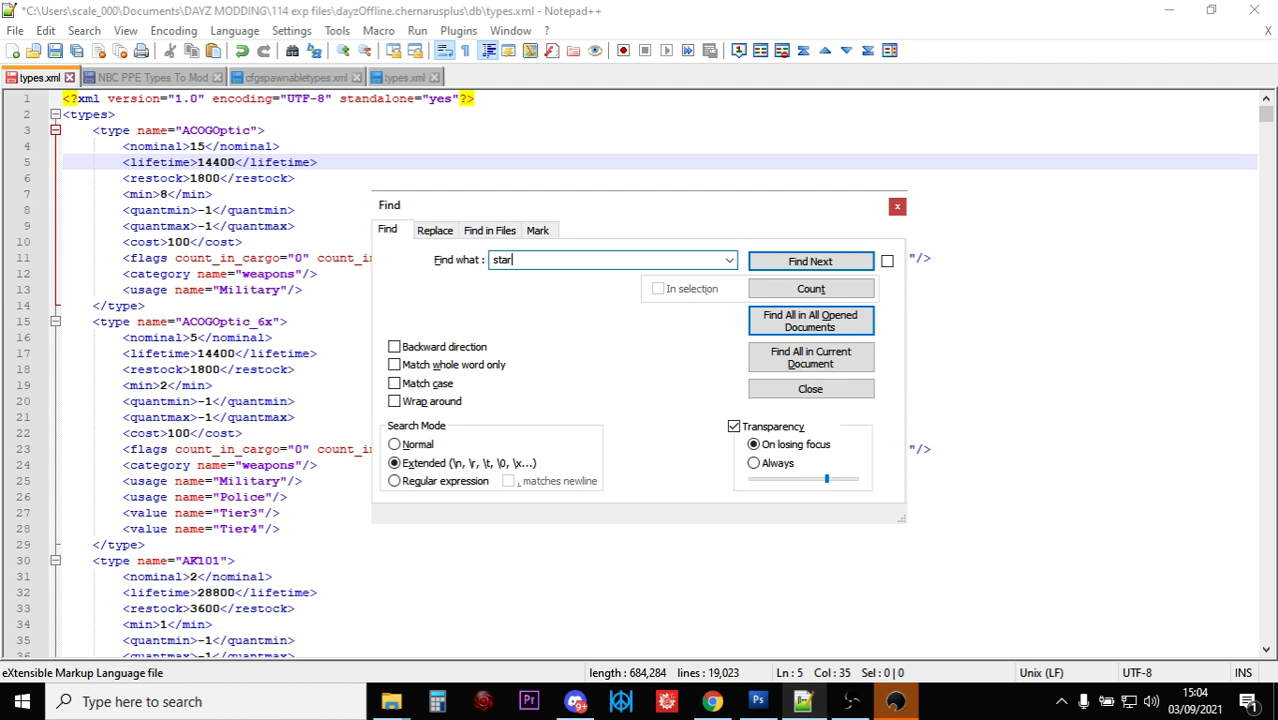 *C:\Users\scale_000\Documents\DAYZ MODDING\114 exp files\dayzOffline.chernarusplus\db\types.xml - Notepad++
File Edit Search View Encoding Language Settings Tools Macro Run Plugins Window ? X
types.xml NBC PPE Types To Mod cfgspawnabletypes.xml types.xml
1 <?xml version="1.0" encoding="UTF-8" standalone="yes"?>
2 <types>
3 <type name="ACOGOptic">
4 <nominal>15</nominal>
5 <lifetime>14400</lifetime>
6 <restock>1800</restock>
7 <min>8</min>
8 <quantmin>-1</quantmin>
9 <quantmax>-1</quantmax>
10 <cost>100</cost>
11 <flags count_in_cargo="0" count_in "/>
12 <category name="weapons"/>
13 <usage name="Military"/>
14 </type>
15 <type name="ACOGOptic_6x">
16 <nominal>5</nominal>
17 <lifetime>14400</lifetime>
18 <restock>1800</restock>
19 <min>2</min>
20 <quantmin>-1</quantmin>
21 <quantmax>-1</quantmax>
22 <cost>100</cost>
23 <flags count_in_cargo="0" count_in "/>
24 <category name="weapons"/>
25 <usage name="Military"/>
26 <usage name="Police"/>
27 <value name="Tier3"/>
28 <value name="Tier4"/>
29 </type>
30 <type name="AK101">
31 <nominal>2</nominal>
32 <lifetime>28800</lifetime>
33 <restock>3600</restock>
34 <min>1</min>
35 <quantmin>-1</quantmin>
36 <quantmax>-1</quantmax>
Find
Find Replace Find in Files Mark
Find what : star Find Next
In selection Count
Find All in All Opened
Documents
Find All in Current
Document
Close
Backward direction
Match whole word only
Match case
Wrap around
Search Mode
Normal
Extended (\n, \r, \t, \0, \x...)
Regular expression . matches newline
Transparency
On losing focus
Always
eXtensible Markup Language file length : 684,284 lines : 19,023 Ln : 5 Col : 35 Sel : 0 | 0 Unix (LF) UTF-8 INS
Type here to search
9+ Pr Ps
15:04
03/09/2021
1